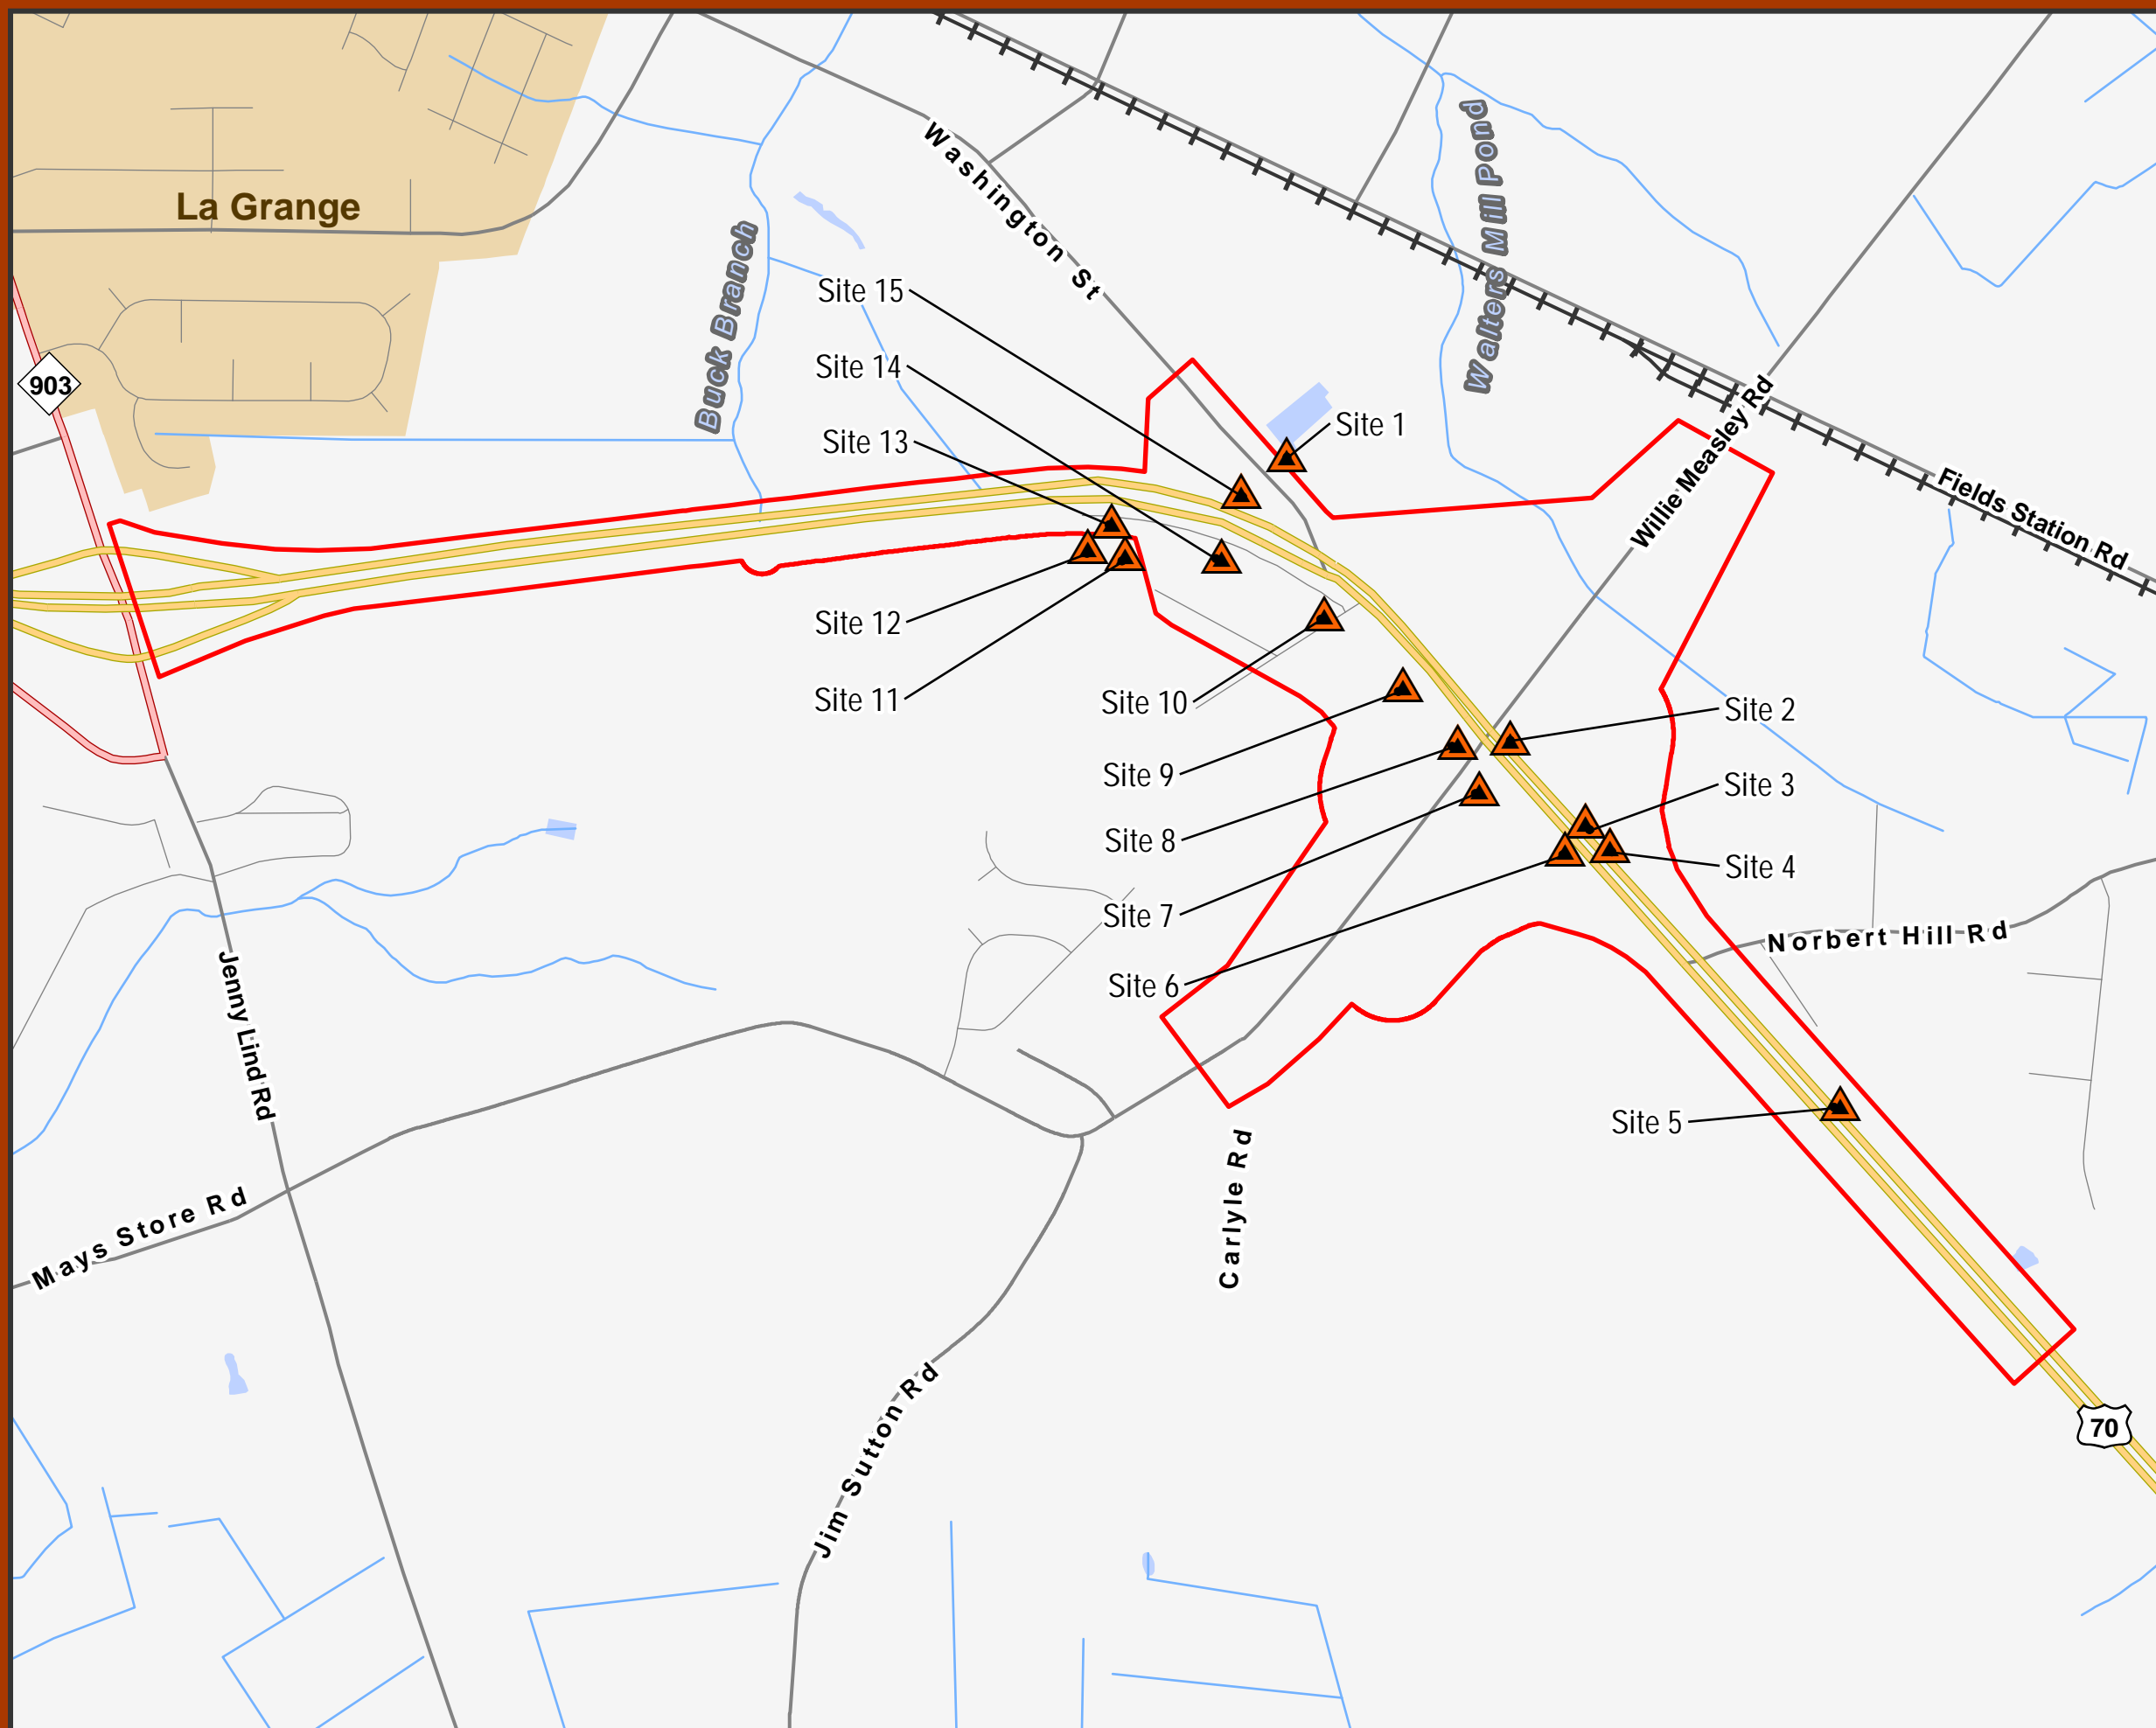 Washington St
Walters Mill Pond
La Grange
Buck Branch
Site 15
Site 14
903
Site 1
Site 13
Willie Measley Rd
Fields Station Rd
Site 12
Site 11
Site 10
Site 2
Site 9
Site 3
Site 8
Site 4
Site 7
Norbert Hill Rd
Site 6
Jenny Lind Rd
Site 5
Carlyle Rd
Mays Store Rd
Jim Sutton Rd
70